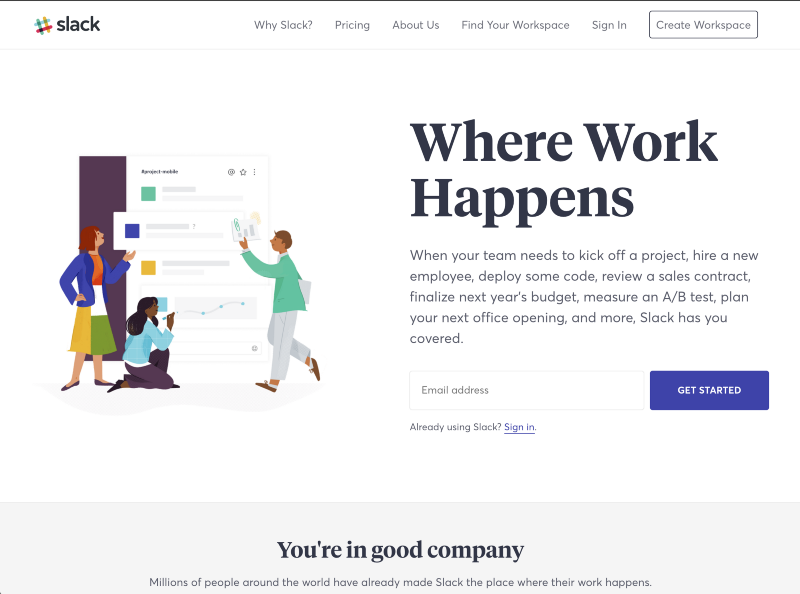 slack
Why Slack? Pricing About Us Find Your Workspace Sign In Create Workspace
#project-mobile
Where Work
Happens
When your team needs to kick off a project, hire a new
employee, deploy some code, review a sales contract,
finalize next year's budget, measure an A/B test, plan
your next office opening, and more, Slack has you
covered.
Email address GET STARTED
Already using Slack? Sign in.
You're in good company
Millions of people around the world have already made Slack the place where their work happens.